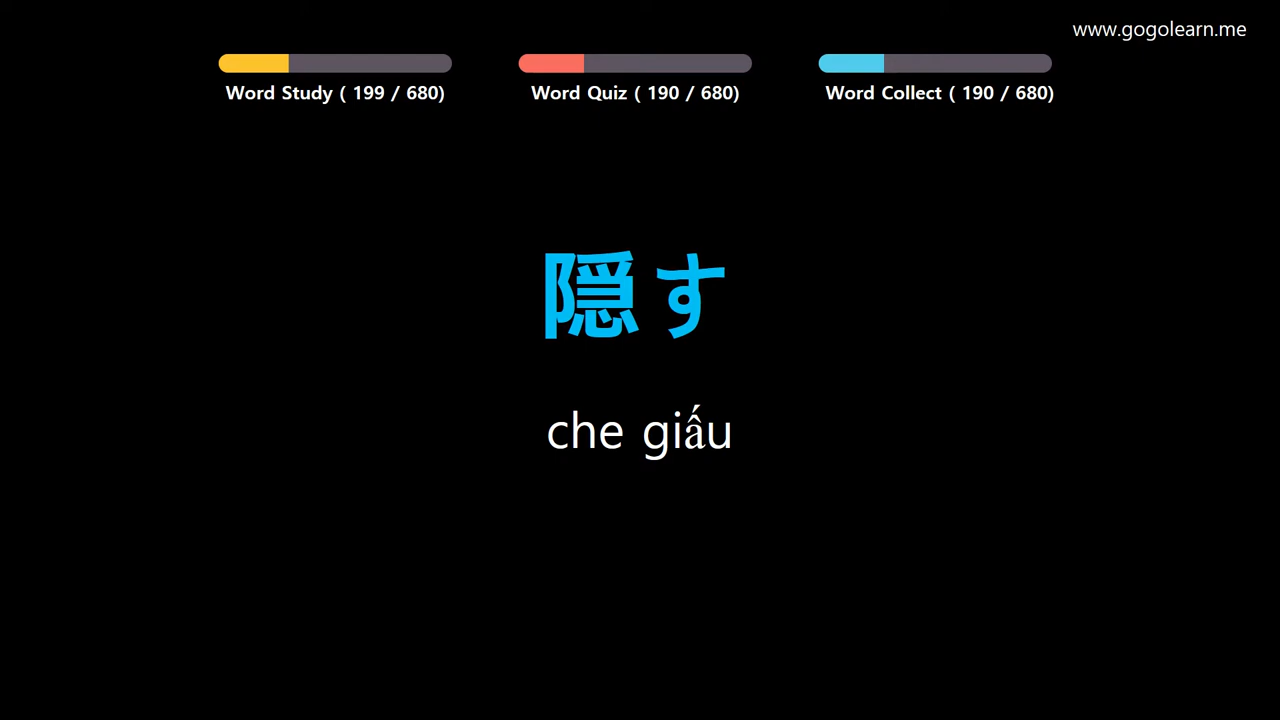 www.gogolearn.me
Word Study ( 199 / 680)
Word Quiz ( 190 / 680)
Word Collect ( 190 / 680)
隠す
che giấu